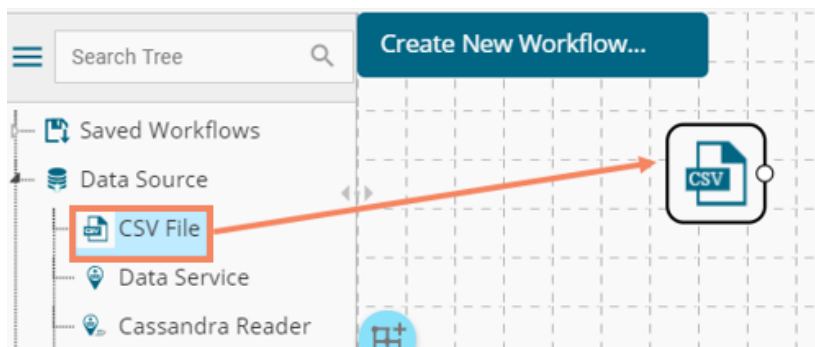 Search Tree
Create New Workflow...
Saved Workflows
Data Source
CSV
CSV File
Data Service
Cassandra Reader